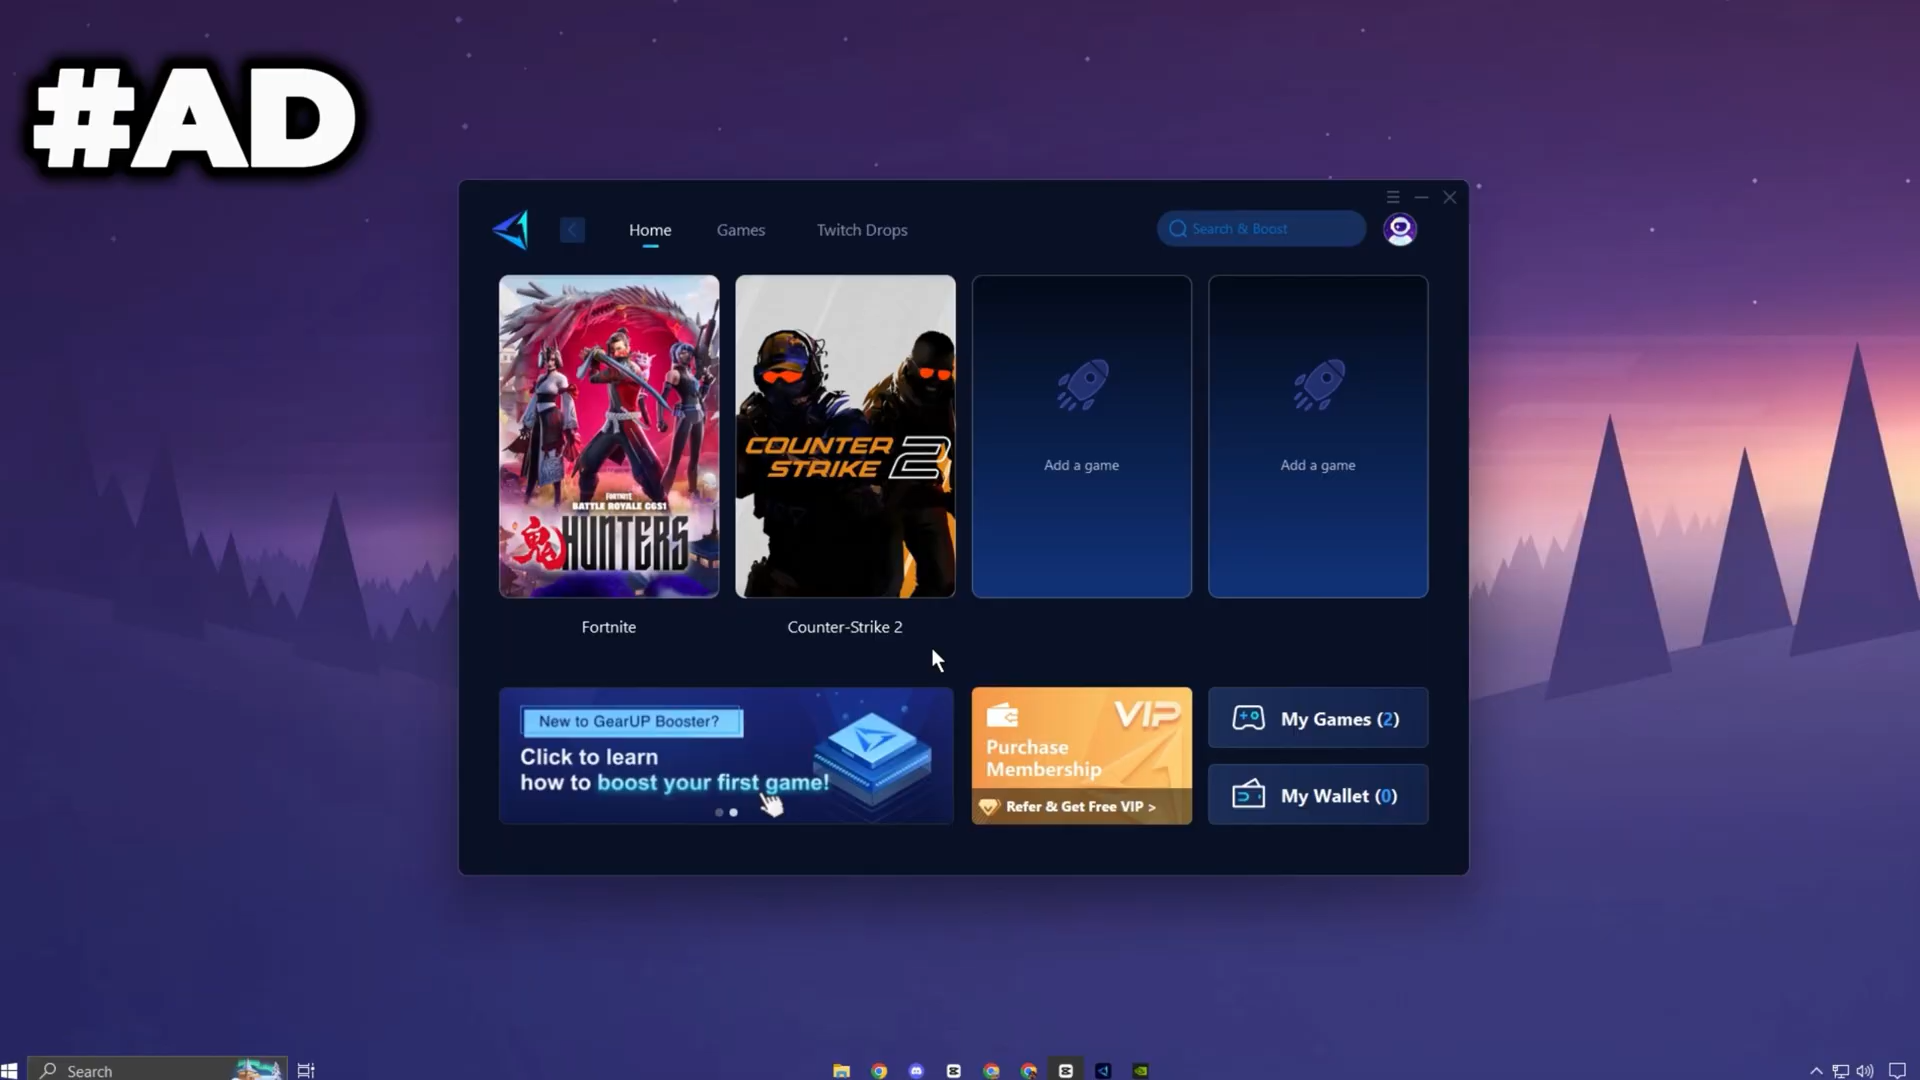 #AD
Home
Games
Twitch Drops
Search & Boost
FORTNITE
BATTLE ROYALE C6S1
鬼HUNTERS
COUNTER
STRIKE 2
Add a game
Add a game
Fortnite
Counter-Strike 2
New to GearUP Booster?
Click to learn
how to boost your first game!
VIP
Purchase
Membership
Refer & Get Free VIP >
My Games (2)
My Wallet (0)
Search